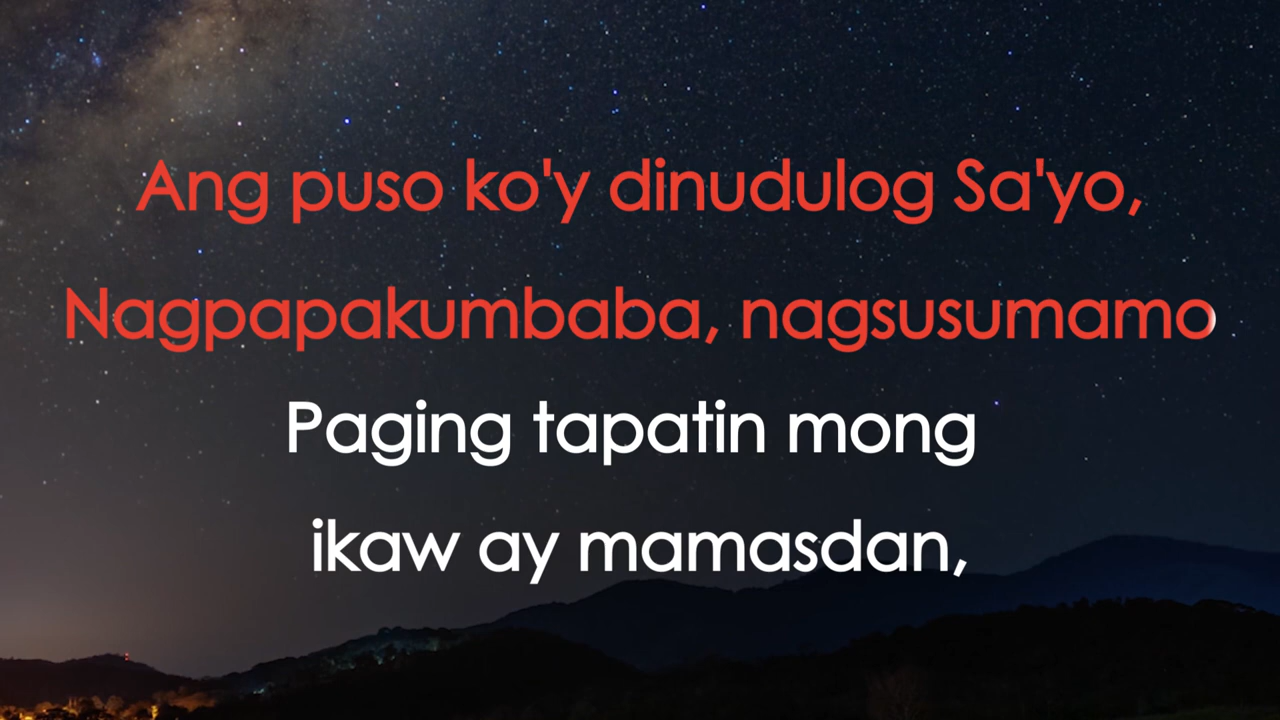 Ang puso ko'y dinudulog Sa'yo,
Nagpapakumbaba, nagsusumamo
Paging tapatin mong
ikaw ay mamasdan,